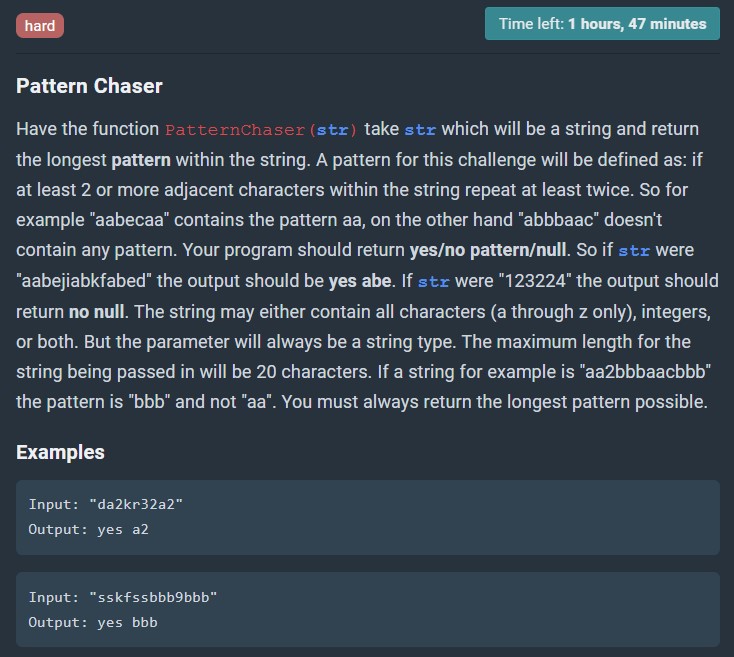 hard
Time left: 1 hours, 47 minutes
Pattern Chaser
Have the function PatternChaser(str) take str which will be a string and return
the longest pattern within the string. A pattern for this challenge will be defined as: if
at least 2 or more adjacent characters within the string repeat at least twice. So for
example "aabecaa" contains the pattern aa, on the other hand "abbbaac" doesn't
contain any pattern. Your program should return yes/no pattern/null. So if str were
"aabejiabkfabed" the output should be yes abe. If str were "123224" the output should
return no null. The string may either contain all characters (a through z only), integers,
or both. But the parameter will always be a string type. The maximum length for the
string being passed in will be 20 characters. If a string for example is "aa2bbbaacbbb"
the pattern is "bbb" and not "aa". You must always return the longest pattern possible.
Examples
Input: "da2kr32a2"
Output: yes a2
Input: "sskfssbbb9bbb"
Output: yes bbb